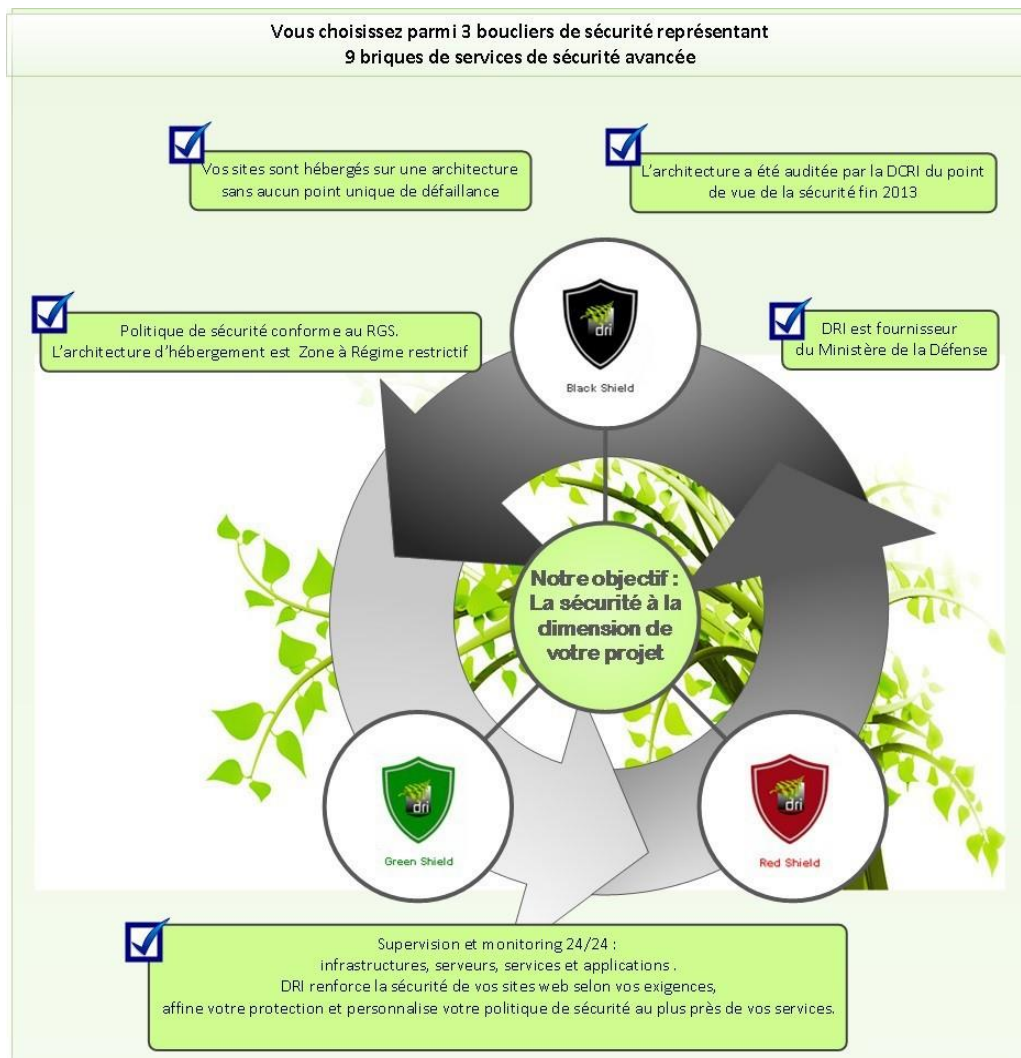 Vous choisissez parmi 3 boucliers de sécurité représentant
9 briques de services de sécurité avancée
Vos sites sont hébergés sur une architecture
sans aucun point unique de défaillance
L'architecture a été auditée par la DCRI du point
de vue de la sécurité fin 2013
Politique de sécurité conforme au RGS.
L'architecture d'hébergement est Zone à Régime restrictif
DRI est fournisseur
du Ministère de la Défense
dri
Black Shield
Notre objectif :
La sécurité à la
dimension de
votre projet
dri
Green Shield
dri
Red Shield
Supervision et monitoring 24/24 :
infrastructures, serveurs, services et applications .
DRI renforce la sécurité de vos sites web selon vos exigences,
affine votre protection et personnalise votre politique de sécurité au plus près de vos services.